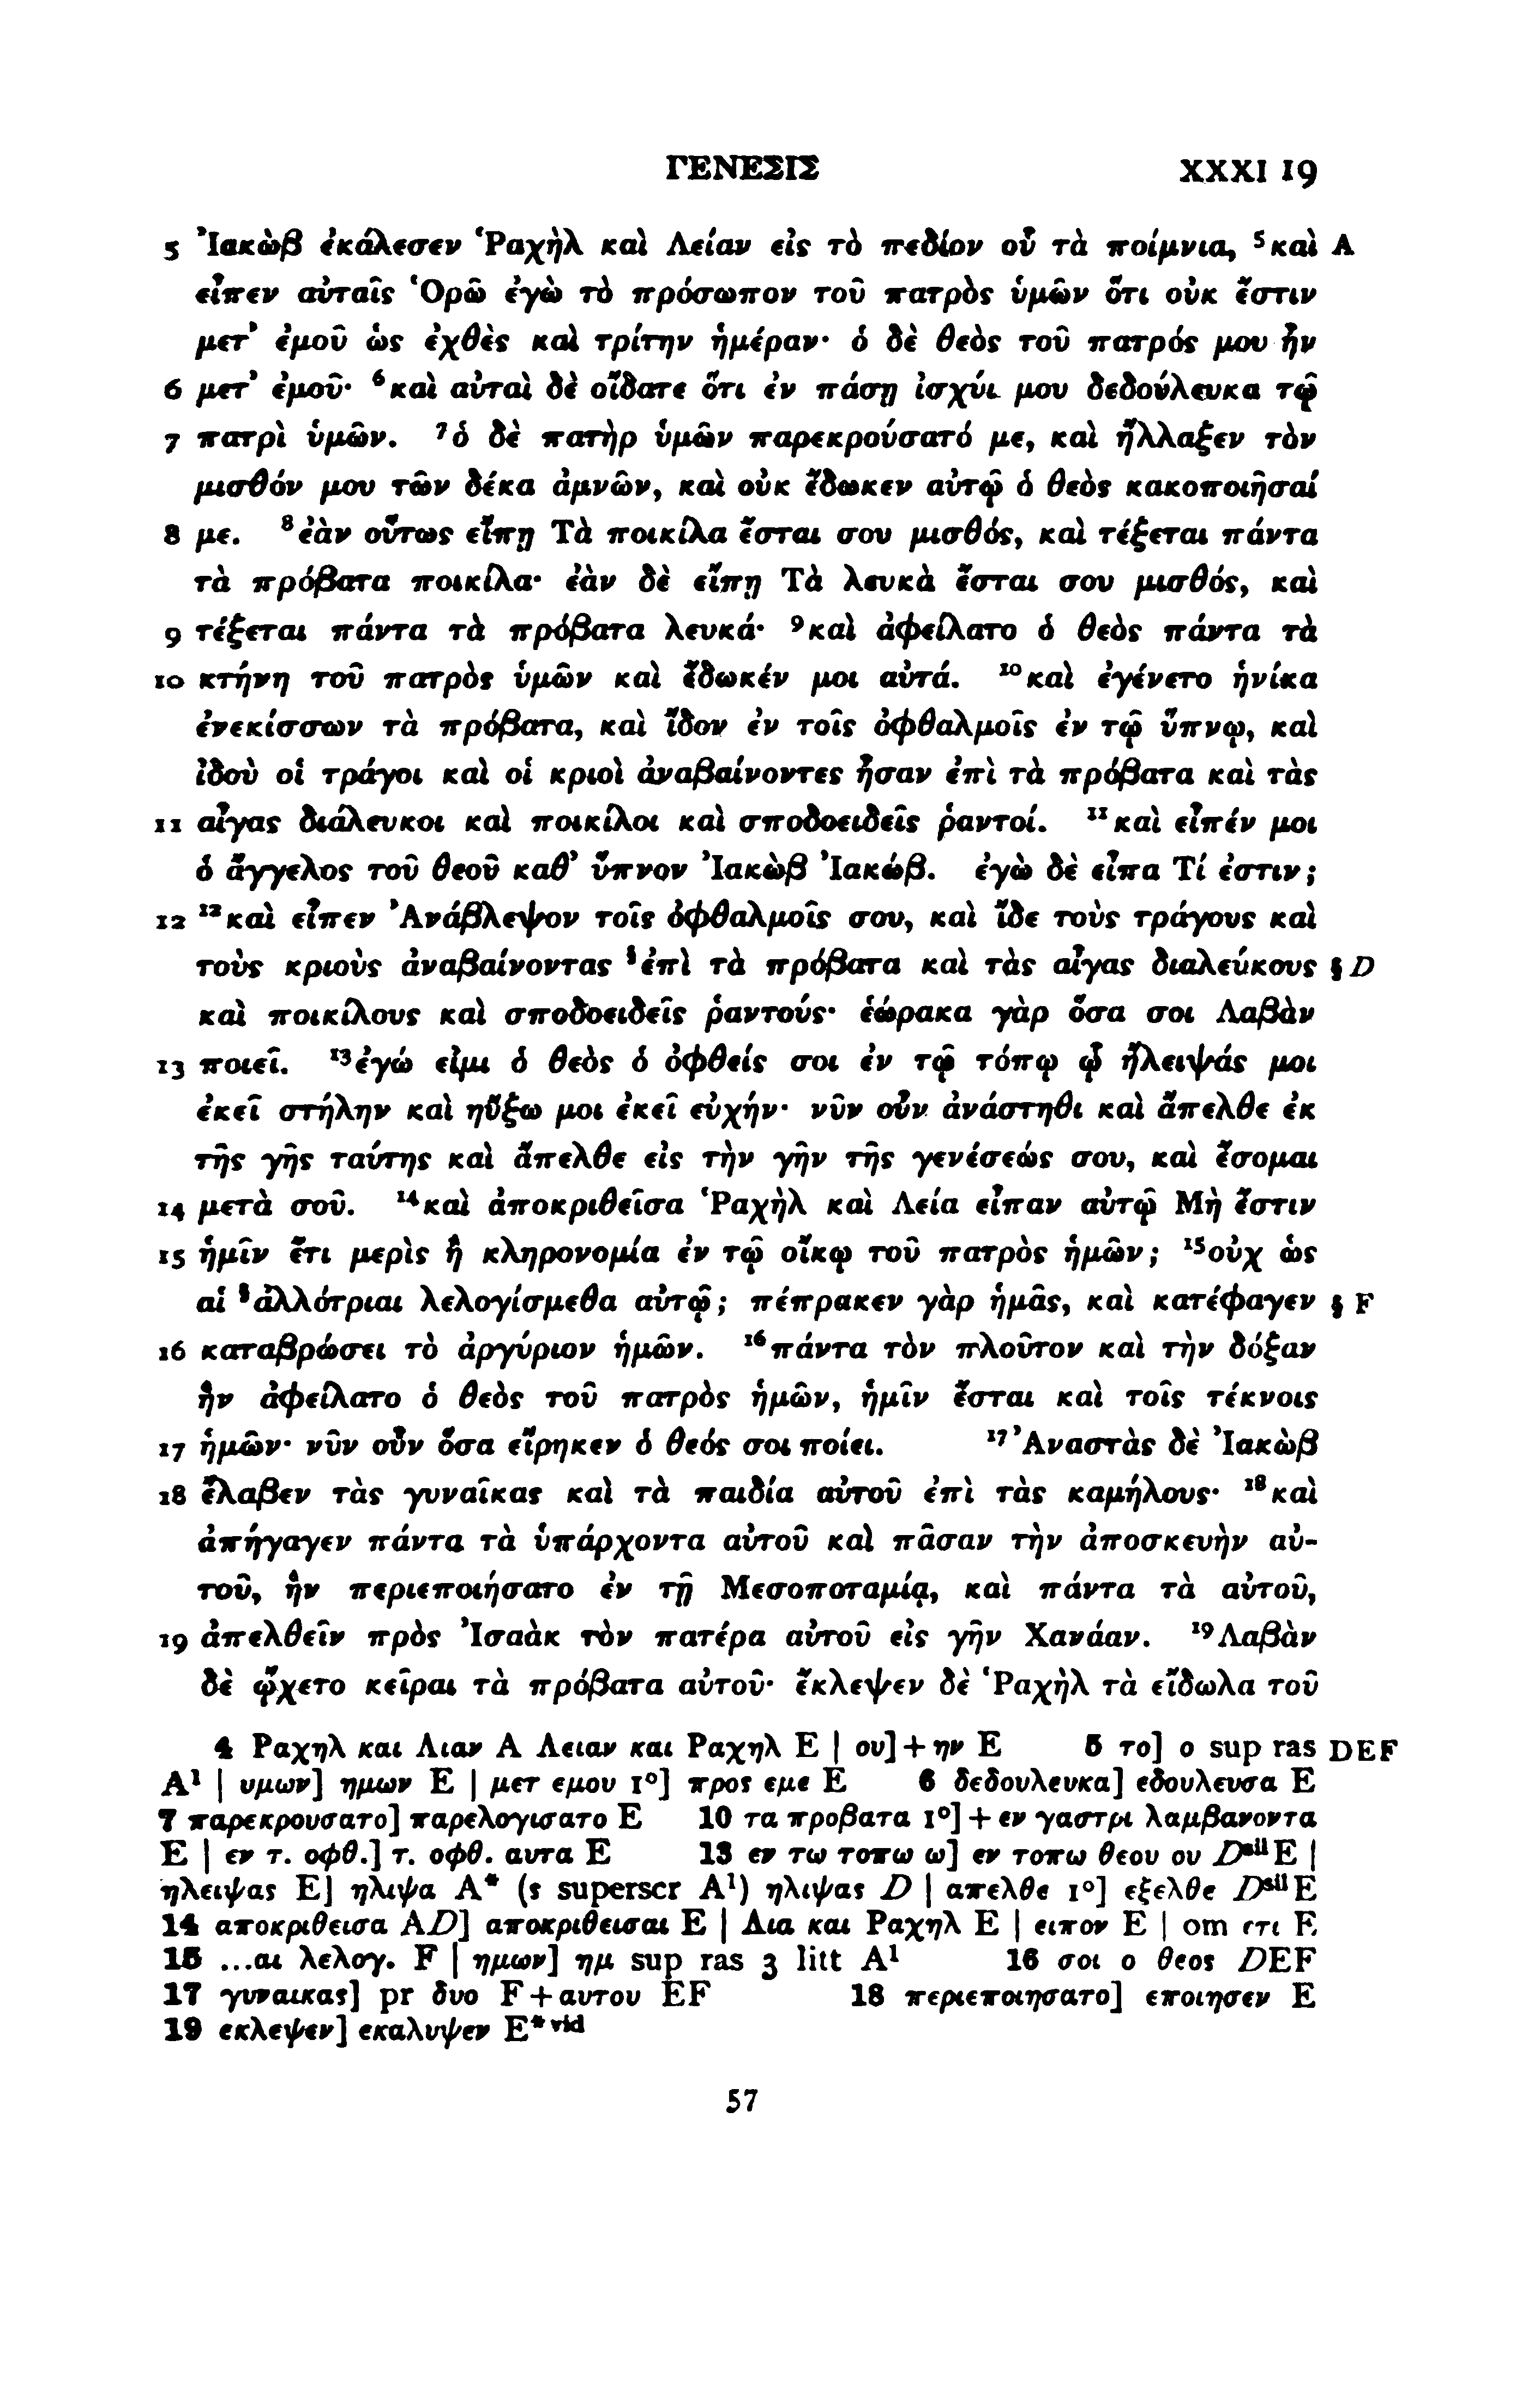 ΓΕΝΕΣΙΣ XXXI 19
5 Ἰακὼβ ἐκάλεσεν Ῥαχὴλ καὶ Λείαν εἰς τὸ πεδίον οὗ τὰ ποίμνια, ⁵καὶ A
εἶπεν αὐταῖς Ὁρῶ ἐγὼ τὸ πρόσωπον τοῦ πατρὸς ὑμῶν ὅτι οὐκ ἔστιν
μετ᾽ ἐμοῦ ὡς ἐχθὲς καὶ τρίτην ἡμέραν· ὁ δὲ θεὸς τοῦ πατρός μου ἦν
6 μετ᾽ ἐμοῦ· ⁶καὶ αὐταὶ δὲ οἴδατε ὅτι ἐν πάσῃ ἰσχύι μου δεδούλευκα τῷ
7 πατρὶ ὑμῶν. ⁷ὁ δὲ πατὴρ ὑμῶν παρεκρούσατό με, καὶ ἤλλαξεν τὸν
μισθόν μου τῶν δέκα ἀμνῶν, καὶ οὐκ ἔδωκεν αὐτῷ ὁ θεὸς κακοποιῆσαί
8 με. ⁸ἐὰν οὕτως εἴπῃ Τὰ ποικίλα ἔσται σου μισθός, καὶ τέξεται πάντα
τὰ πρόβατα ποικίλα· ἐὰν δὲ εἴπῃ Τὰ λευκὰ ἔσται σου μισθός, καὶ
9 τέξεται πάντα τὰ πρόβατα λευκά· ⁹καὶ ἀφείλατο ὁ θεὸς πάντα τὰ
10 κτήνη τοῦ πατρὸς ὑμῶν καὶ ἔδωκέν μοι αὐτά. ¹⁰καὶ ἐγένετο ἡνίκα
ἐνεκίσσων τὰ πρόβατα, καὶ ἴδον ἐν τοῖς ὀφθαλμοῖς ἐν τῷ ὕπνῳ, καὶ
ἰδοὺ οἱ τράγοι καὶ οἱ κριοὶ ἀναβαίνοντες ἦσαν ἐπὶ τὰ πρόβατα καὶ τὰς
11 αἶγας διάλευκοι καὶ ποικίλοι καὶ σποδοειδεῖς ῥαντοί. ¹¹καὶ εἶπέν μοι
ὁ ἄγγελος τοῦ θεοῦ καθ᾽ ὕπνον Ἰακὼβ Ἰακώβ. ἐγὼ δὲ εἶπα Τί ἐστιν;
12 ¹²καὶ εἶπεν Ἀνάβλεψον τοῖς ὀφθαλμοῖς σου, καὶ ἴδε τοὺς τράγους καὶ
τοὺς κριοὺς ἀναβαίνοντας §ἐπὶ τὰ πρόβατα καὶ τὰς αἶγας διαλεύκους § D
καὶ ποικίλους καὶ σποδοειδεῖς ῥαντούς· ἑώρακα γὰρ ὅσα σοι Λαβὰν
13 ποιεῖ. ¹³ἐγώ εἰμι ὁ θεὸς ὁ ὀφθείς σοι ἐν τῷ τόπῳ ᾧ ἤλειψάς μοι
ἐκεῖ στήλην καὶ ηὔξω μοι ἐκεῖ εὐχήν· νῦν οὖν ἀνάστηθι καὶ ἄπελθε ἐκ
τῆς γῆς ταύτης καὶ ἄπελθε εἰς τὴν γῆν τῆς γενέσεώς σου, καὶ ἔσομαι
14 μετὰ σοῦ. ¹⁴καὶ ἀποκριθεῖσα Ῥαχὴλ καὶ Λεία εἶπαν αὐτῷ Μὴ ἔστιν
15 ἡμῖν ἔτι μερὶς ἢ κληρονομία ἐν τῷ οἴκῳ τοῦ πατρὸς ἡμῶν; ¹⁵οὐχ ὡς
αἱ §ἀλλότριαι λελογίσμεθα αὐτῷ; πέπρακεν γὰρ ἡμᾶς, καὶ κατέφαγεν § F
16 καταβρώσει τὸ ἀργύριον ἡμῶν. ¹⁶πάντα τὸν πλοῦτον καὶ τὴν δόξαν
ἣν ἀφείλατο ὁ θεὸς τοῦ πατρὸς ἡμῶν, ἡμῖν ἔσται καὶ τοῖς τέκνοις
17 ἡμῶν· νῦν οὖν ὅσα εἴρηκεν ὁ θεός σοι ποίει. ¹⁷Ἀναστὰς δὲ Ἰακὼβ
18 ἔλαβεν τὰς γυναῖκας καὶ τὰ παιδία αὐτοῦ ἐπὶ τὰς καμήλους· ¹⁸καὶ
ἀπήγαγεν πάντα τὰ ὑπάρχοντα αὐτοῦ καὶ πᾶσαν τὴν ἀποσκευὴν αὐ-
τοῦ, ἣν περιεποιήσατο ἐν τῇ Μεσοποταμίᾳ, καὶ πάντα τὰ αὐτοῦ,
19 ἀπελθεῖν πρὸς Ἰσαὰκ τὸν πατέρα αὐτοῦ εἰς γῆν Χανάαν. ¹⁹Λαβὰν
δὲ ᾤχετο κεῖραι τὰ πρόβατα αὐτοῦ· ἔκλεψεν δὲ Ῥαχὴλ τὰ εἴδωλα τοῦ
4 Ραχηλ και Λιαν A Λειαν και Ραχηλ E | ου]+ην E 5 το] ο sup ras DEF
A¹ | υμων] ημων E | μετ εμου 1°] προς εμε E 6 δεδουλευκα] εδουλευσα E
7 παρεκρουσατο] παρελογισατο E 10 τα προβατα 1°]+εν γαστρι λαμβανοντα
E | εν τ. οφθ.] τ. οφθ. αυτα E 13 εν τω τοπω ω] εν τοπω θεου ου Dˢⁱˡ E |
ηλειψας E] ηλιψα A* (ς superscr A¹) ηλιψας D | απελθε 1°] εξελθε Dˢⁱˡ E
14 αποκριθεισα AD] αποκριθεισαι E | Λια και Ραχηλ E | ειπον E | om ετι E
15 ...αι λελογ. F | ημων] ημ sup ras 3 litt A¹ 16 σοι ο θεος DEF
17 γυναικας] pr δυο F+αυτου EF 18 περιεποιησατο] εποιησεν E
19 εκλεψεν] εκαλυψεν E* ᵛⁱᵈ
57